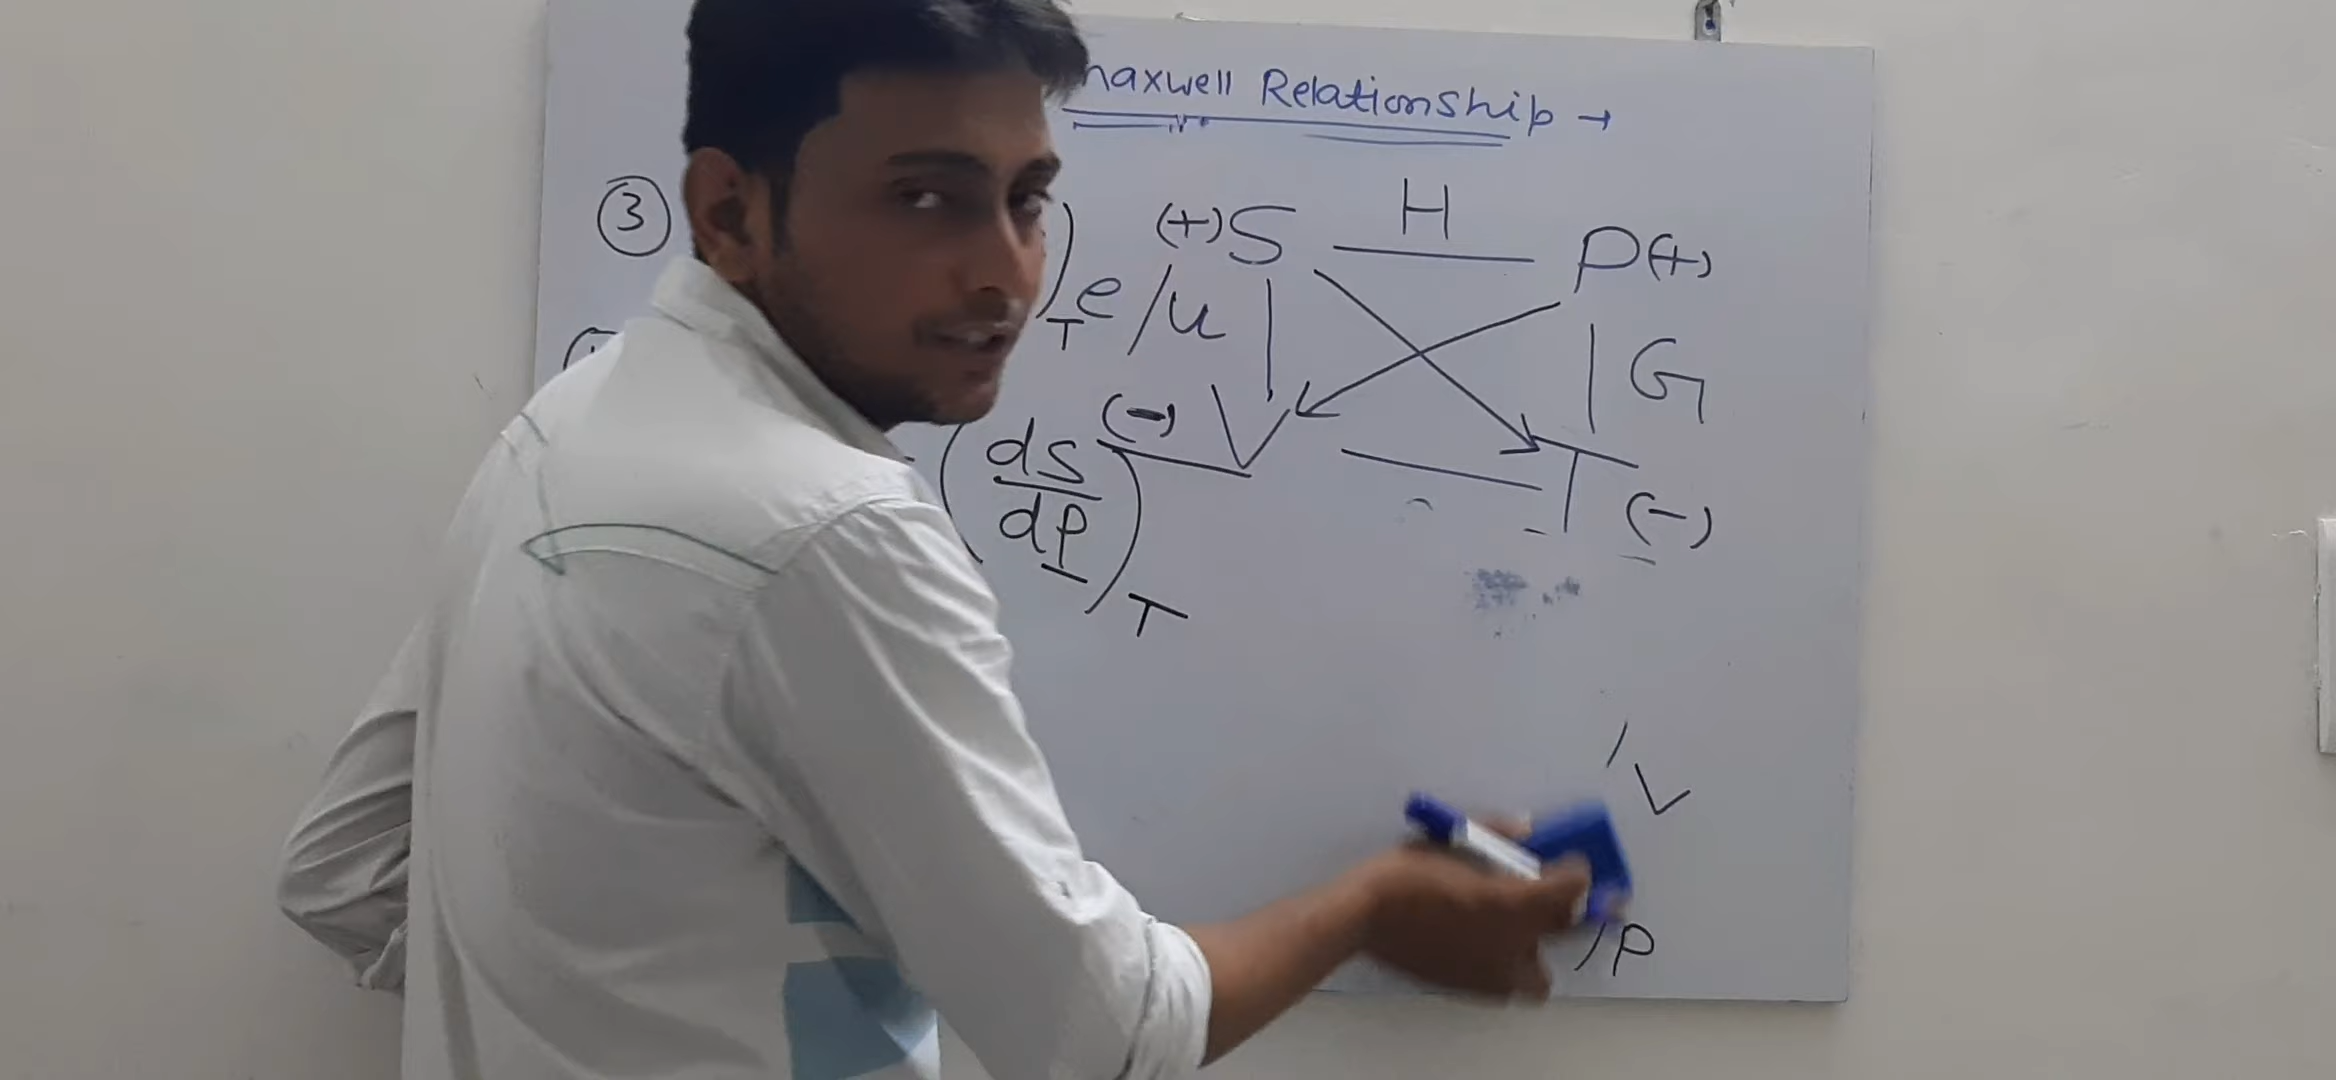 maxwell Relationship →
③
(+) S H P (+)
) T e / u G
(-) V T (-)
(ds/dP) T
V
P